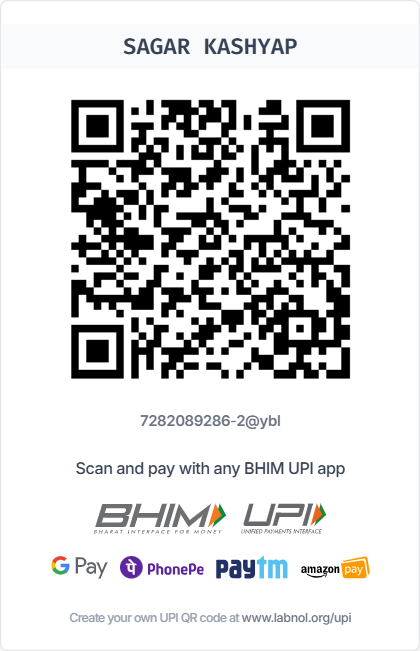 SAGAR KASHYAP
7282089286-2@ybl
Scan and pay with any BHIM UPI app
BHIM UPI
BHARAT INTERFACE FOR MONEY UNIFIED PAYMENTS INTERFACE
G Pay पे PhonePe paytm amazon pay
Create your own UPI QR code at www.labnol.org/upi